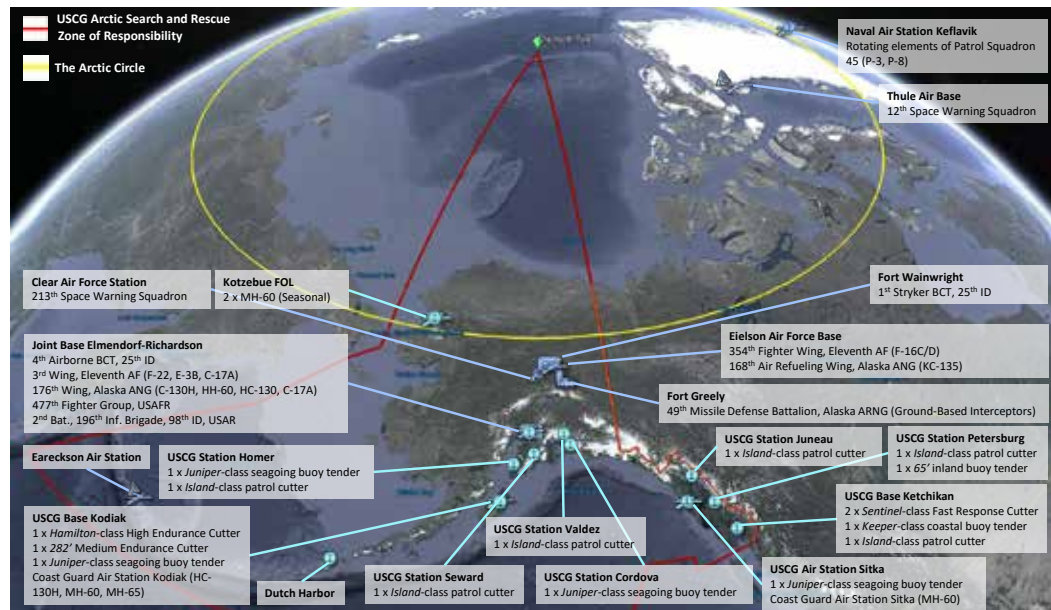 USCG Arctic Search and Rescue
Zone of Responsibility
The Arctic Circle
Naval Air Station Keflavik
Rotating elements of Patrol Squadron
45 (P-3, P-8)
Thule Air Base
12th Space Warning Squadron
Clear Air Force Station
213th Space Warning Squadron
Kotzebue FOL
2 x MH-60 (Seasonal)
Fort Wainwright
1st Stryker BCT, 25th ID
Joint Base Elmendorf-Richardson
4th Airborne BCT, 25th ID
3rd Wing, Eleventh AF (F-22, E-3B, C-17A)
176th Wing, Alaska ANG (C-130H, HH-60, HC-130, C-17A)
477th Fighter Group, USAFR
2nd Bat., 196th Inf. Brigade, 98th ID, USAR
Eielson Air Force Base
354th Fighter Wing, Eleventh AF (F-16C/D)
168th Air Refueling Wing, Alaska ANG (KC-135)
Fort Greely
49th Missile Defense Battalion, Alaska ARNG (Ground-Based Interceptors)
Eareckson Air Station
USCG Station Homer
1 x Juniper-class seagoing buoy tender
1 x Island-class patrol cutter
USCG Station Juneau
1 x Island-class patrol cutter
USCG Station Petersburg
1 x Island-class patrol cutter
1 x 65' inland buoy tender
USCG Base Kodiak
1 x Hamilton-class High Endurance Cutter
1 x 282' Medium Endurance Cutter
1 x Juniper-class seagoing buoy tender
Coast Guard Air Station Kodiak (HC-
130H, MH-60, MH-65)
Dutch Harbor
USCG Station Valdez
1 x Island-class patrol cutter
USCG Base Ketchikan
2 x Sentinel-class Fast Response Cutter
1 x Keeper-class coastal buoy tender
1 x Island-class patrol cutter
USCG Station Seward
1 x Island-class patrol cutter
USCG Station Cordova
1 x Juniper-class seagoing buoy tender
USCG Air Station Sitka
1 x Juniper-class seagoing buoy tender
Coast Guard Air Station Sitka (MH-60)